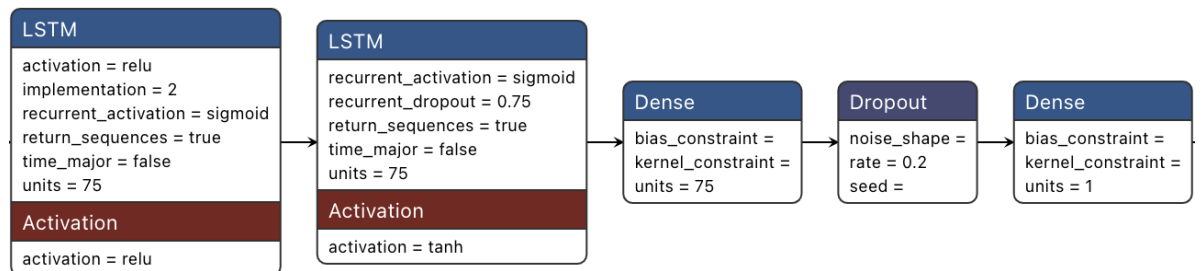 LSTM
activation = relu
implementation = 2
recurrent_activation = sigmoid
return_sequences = true
time_major = false
units = 75
Activation
activation = relu
LSTM
recurrent_activation = sigmoid
recurrent_dropout = 0.75
return_sequences = true
time_major = false
units = 75
Activation
activation = tanh
Dense
bias_constraint =
kernel_constraint =
units = 75
Dropout
noise_shape =
rate = 0.2
seed =
Dense
bias_constraint =
kernel_constraint =
units = 1